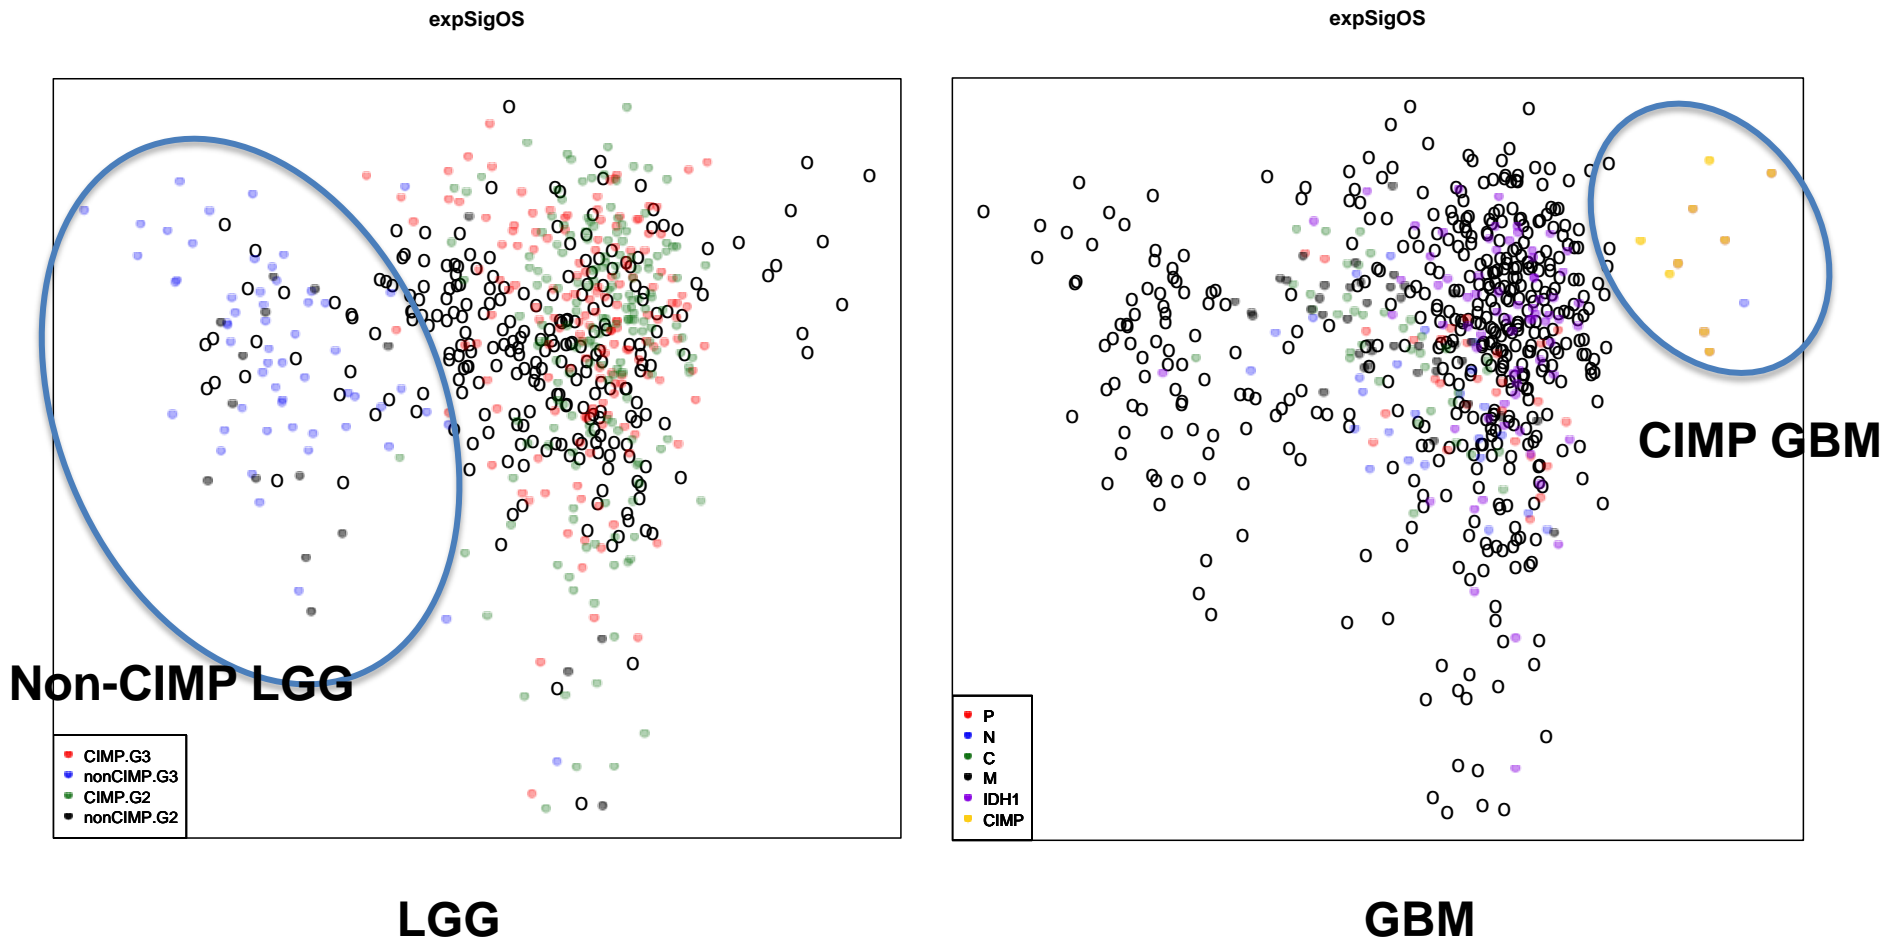 expSigOS
expSigOS
CIMP GBM
Non-CIMP LGG
CIMP.G3
nonCIMP.G3
CIMP.G2
nonCIMP.G2
P
N
C
M
IDH1
CIMP
LGG
GBM